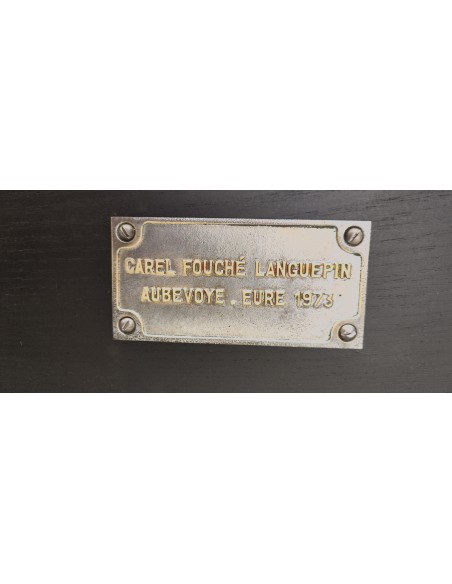 CAREL FOUCHÉ LANGUEPIN
AUBEVOYE . EURE 1973